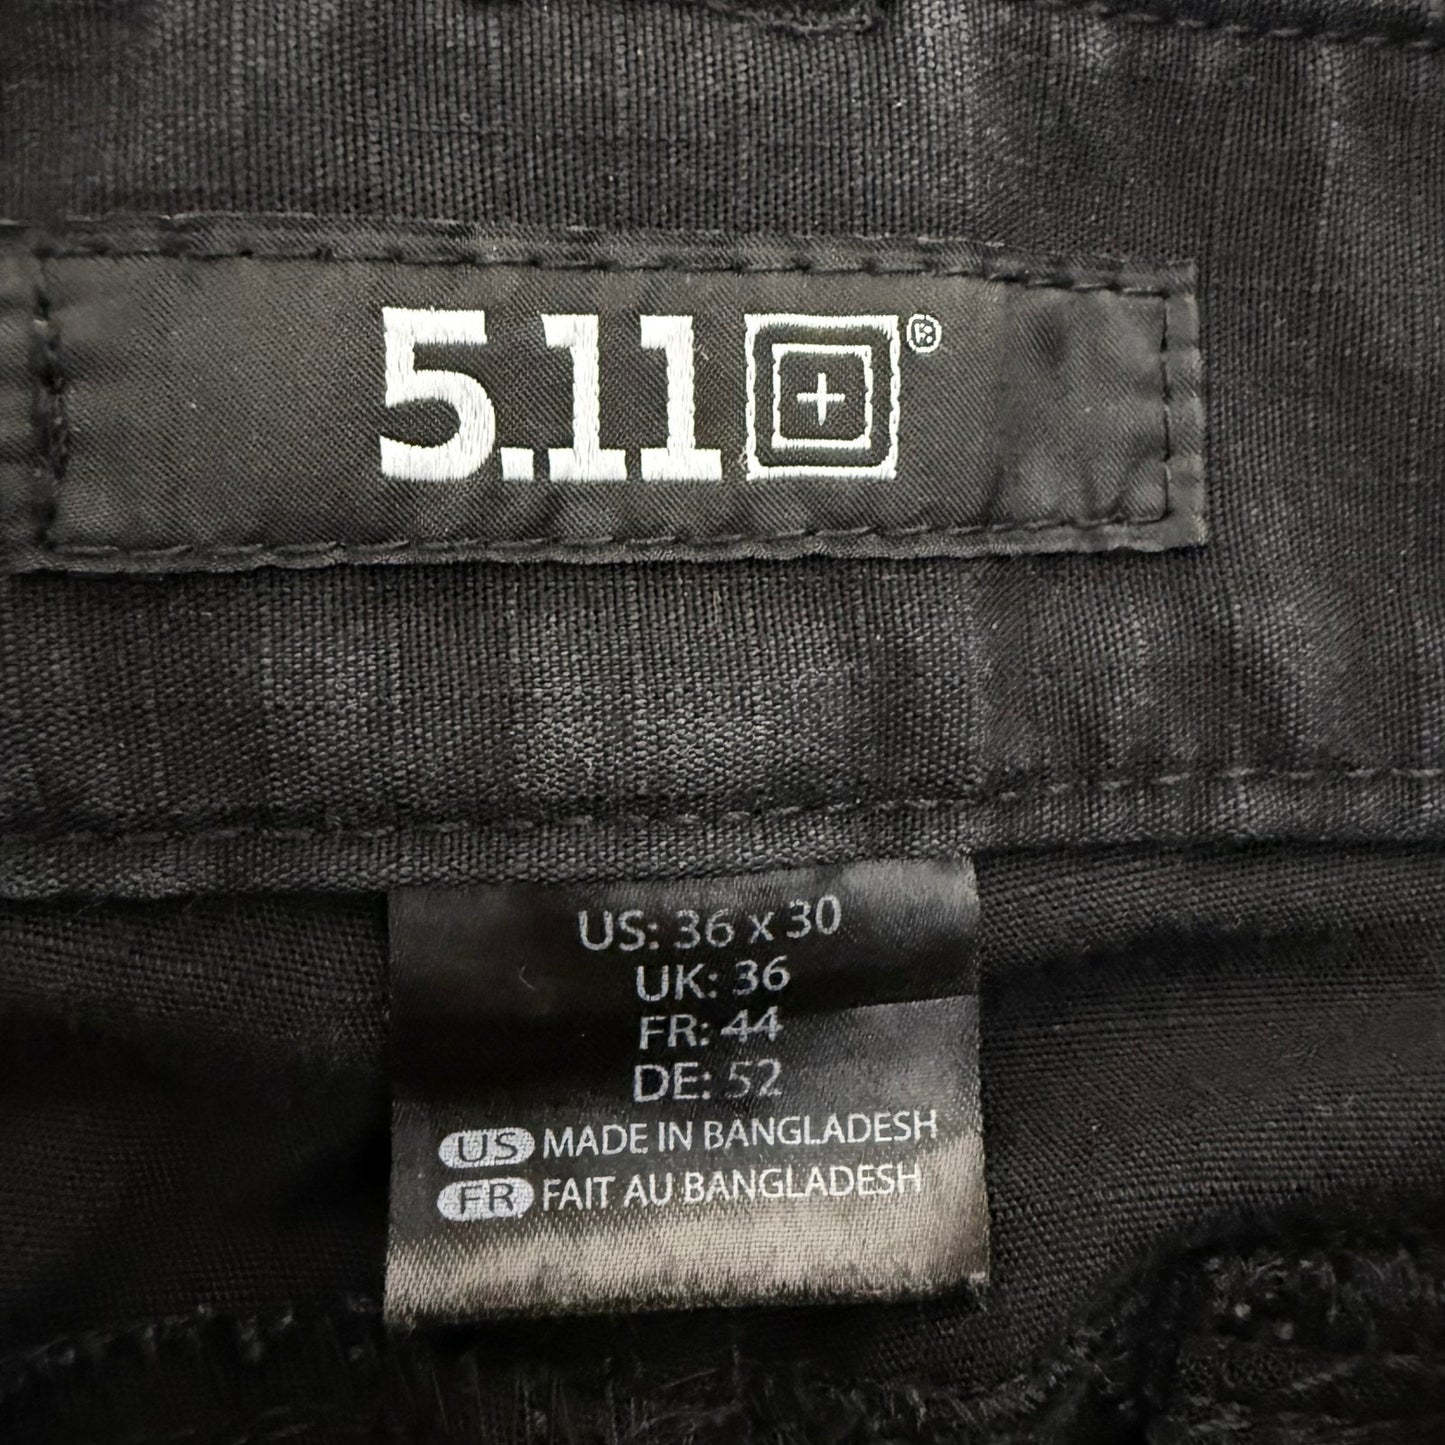 5.11®
US: 36 x 30
UK: 36
FR: 44
DE: 52
US MADE IN BANGLADESH
FR FAIT AU BANGLADESH